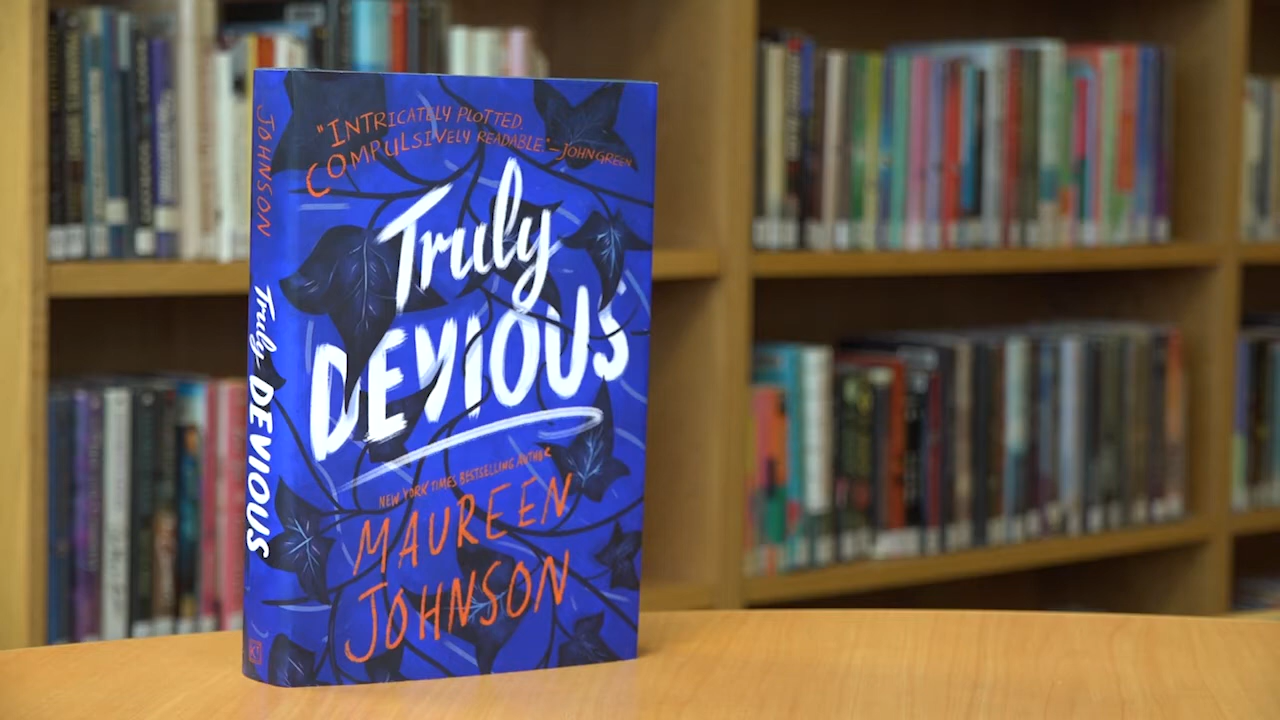 "INTRICATELY PLOTTED.
COMPULSIVELY READABLE."—JOHN GREEN
Truly
DEVIOUS
NEW YORK TIMES BESTSELLING AUTHOR
MAUREEN
JOHNSON
JOHNSON
Truly DEVIOUS